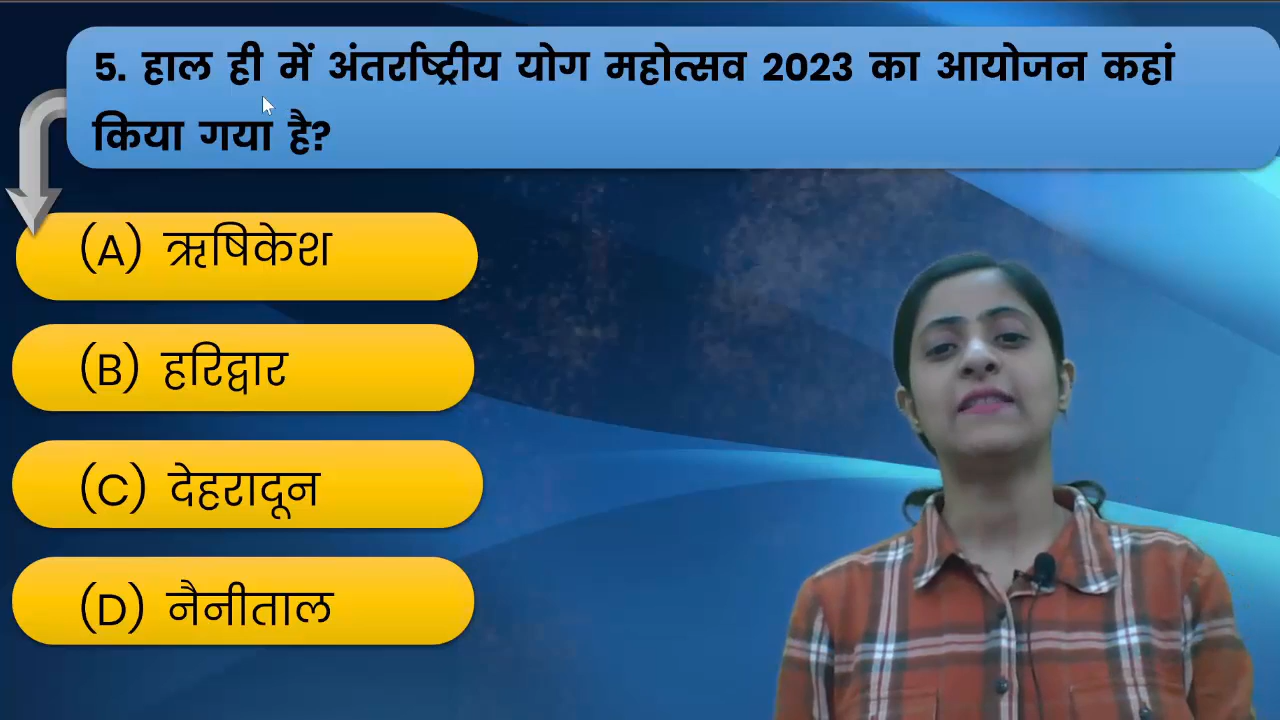 5. हाल ही में अंतर्राष्ट्रीय योग महोत्सव 2023 का आयोजन कहां
किया गया है?
(A) ऋषिकेश
(B) हरिद्वार
(C) देहरादून
(D) नैनीताल